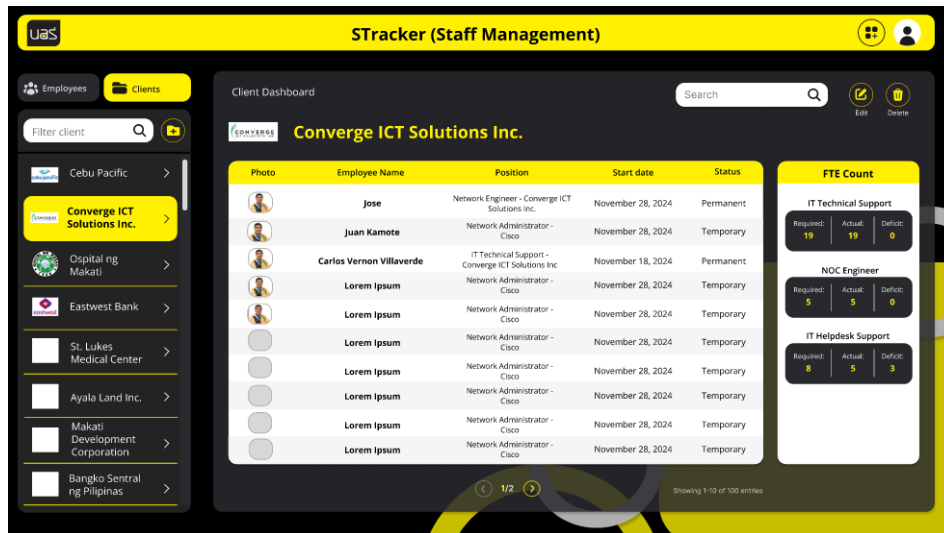 uas
STracker (Staff Management)
Employees
Clients
Filter client
Cebu Pacific
Converge ICT
Solutions Inc.
Ospital ng
Makati
Eastwest Bank
St. Lukes
Medical Center
Ayala Land Inc.
Makati
Development
Corporation
Bangko Sentral
ng Pilipinas
Client Dashboard
Search
Edit
Delete
CONVERGE
Converge ICT Solutions Inc.
Photo Employee Name Position Start date Status
Jose Network Engineer - Converge ICT
Solutions Inc. November 28, 2024 Permanent
Juan Kamote Network Administrator -
Cisco November 28, 2024 Temporary
Carlos Vernon Villaverde IT Technical Support -
Converge ICT Solutions Inc November 18, 2024 Permanent
Lorem Ipsum Network Administrator -
Cisco November 28, 2024 Temporary
Lorem Ipsum Network Administrator -
Cisco November 28, 2024 Temporary
Lorem Ipsum Network Administrator -
Cisco November 28, 2024 Temporary
Lorem Ipsum Network Administrator -
Cisco November 28, 2024 Temporary
Lorem Ipsum Network Administrator -
Cisco November 28, 2024 Temporary
Lorem Ipsum Network Administrator -
Cisco November 28, 2024 Temporary
Lorem Ipsum Network Administrator -
Cisco November 28, 2024 Temporary
1/2
Showing 1-10 of 100 entries
FTE Count
IT Technical Support
Required: Actual: Deficit:
19 19 0
NOC Engineer
Required: Actual: Deficit:
5 5 0
IT Helpdesk Support
Required: Actual: Deficit:
8 5 3